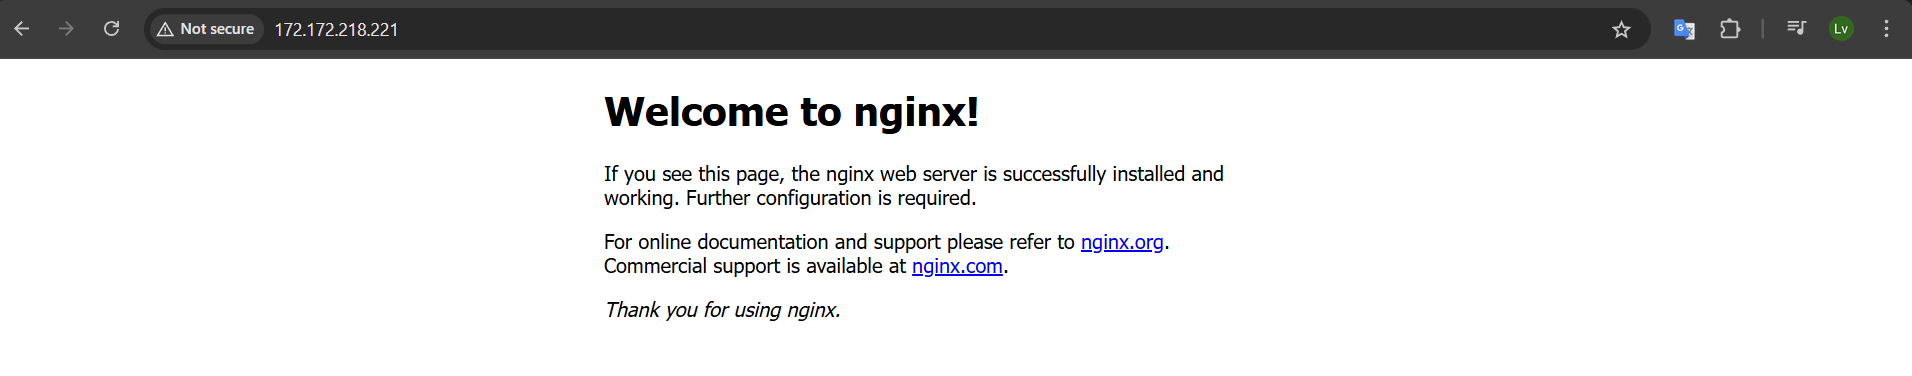 Not secure 172.172.218.221 Lv
Welcome to nginx!
If you see this page, the nginx web server is successfully installed and
working. Further configuration is required.
For online documentation and support please refer to nginx.org.
Commercial support is available at nginx.com.
Thank you for using nginx.